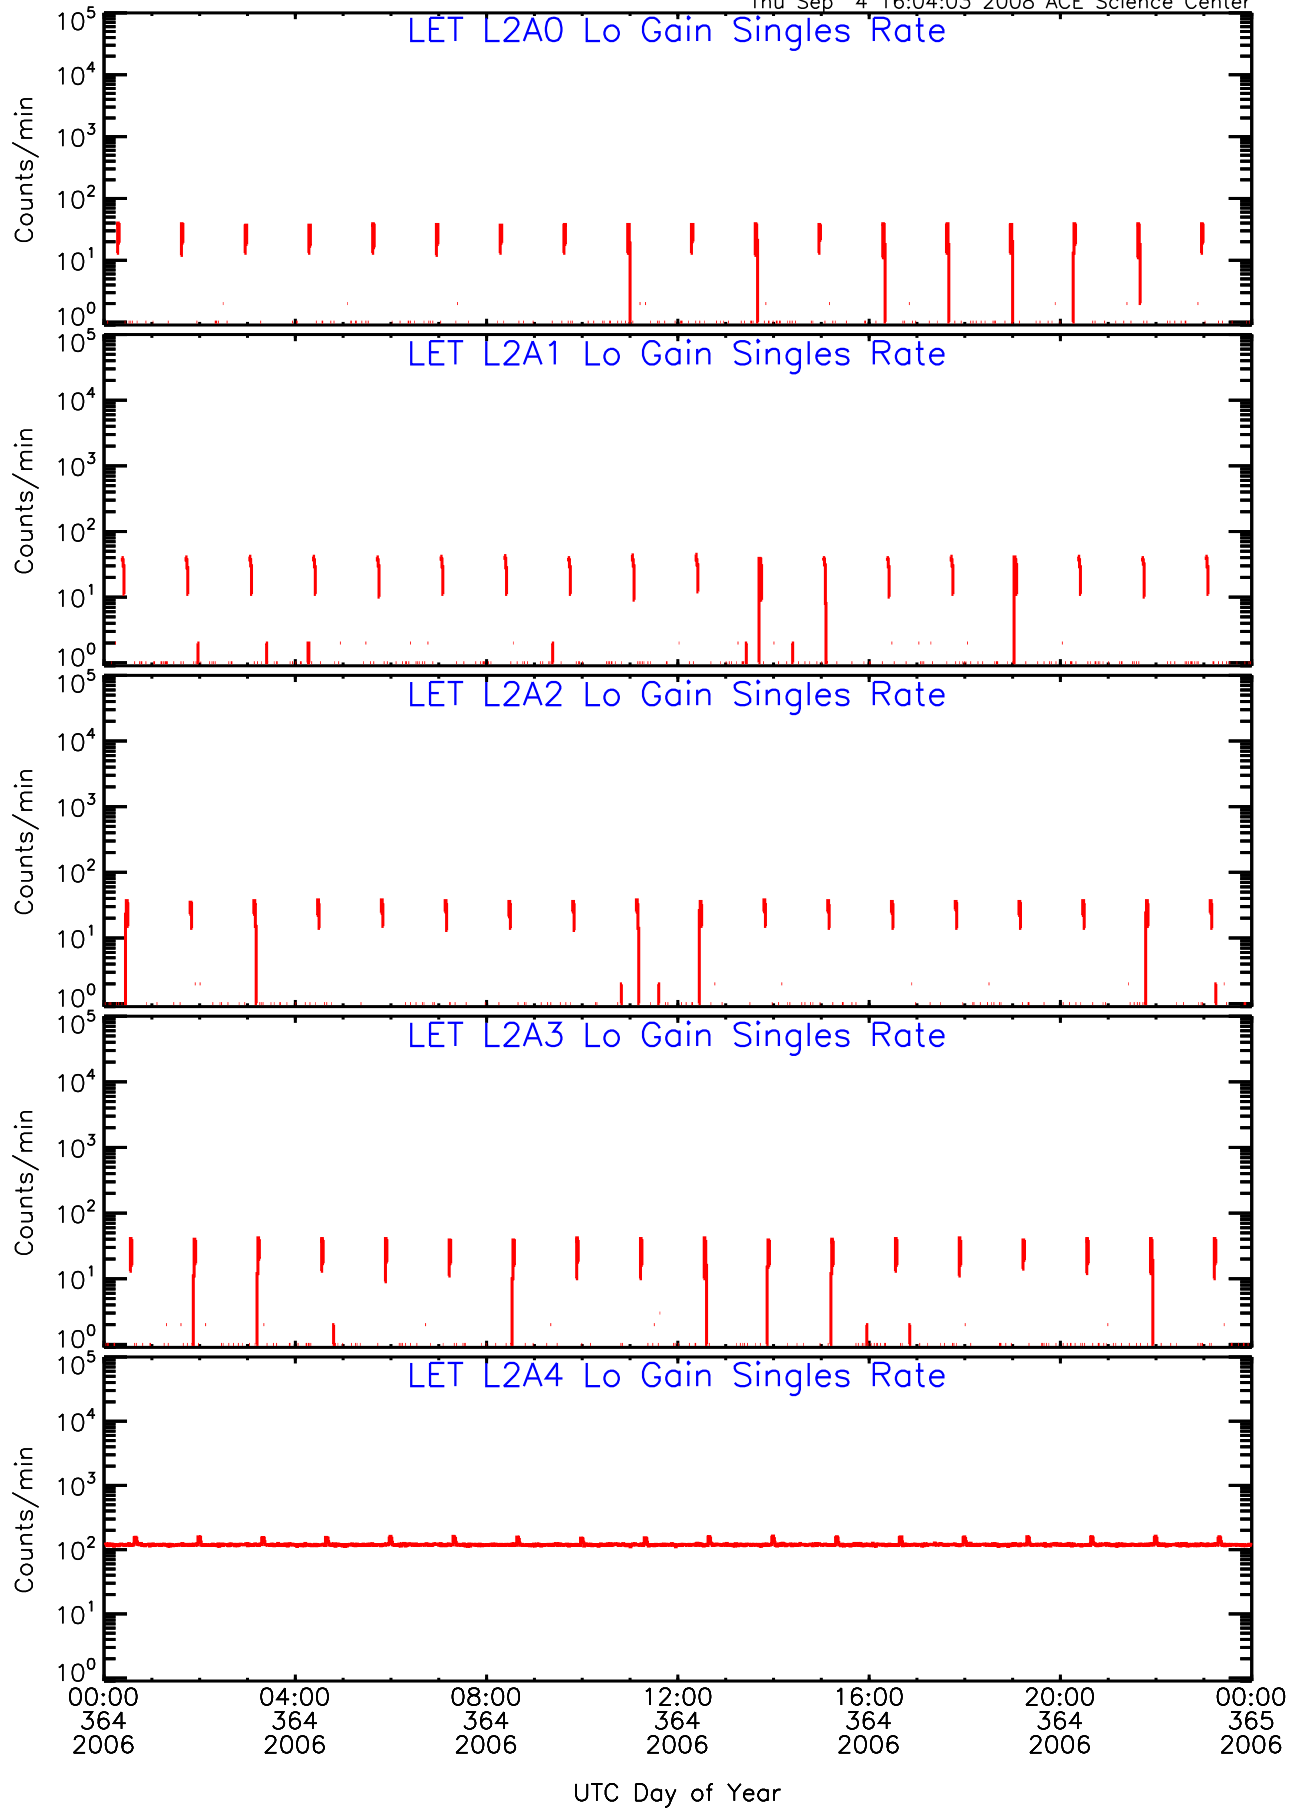 Thu Sep 4 16:04:03 2008 ACE Science Center
LET L2A0 Lo Gain Singles Rate
10^5
10^4
10^3
10^2
10^1
10^0
Counts/min
LET L2A1 Lo Gain Singles Rate
10^5
10^4
10^3
10^2
10^1
10^0
Counts/min
LET L2A2 Lo Gain Singles Rate
10^5
10^4
10^3
10^2
10^1
10^0
Counts/min
LET L2A3 Lo Gain Singles Rate
10^5
10^4
10^3
10^2
10^1
10^0
Counts/min
LET L2A4 Lo Gain Singles Rate
10^5
10^4
10^3
10^2
10^1
10^0
Counts/min
00:00 04:00 08:00 12:00 16:00 20:00 00:00
364 364 364 364 364 364 365
2006 2006 2006 2006 2006 2006 2006
UTC Day of Year